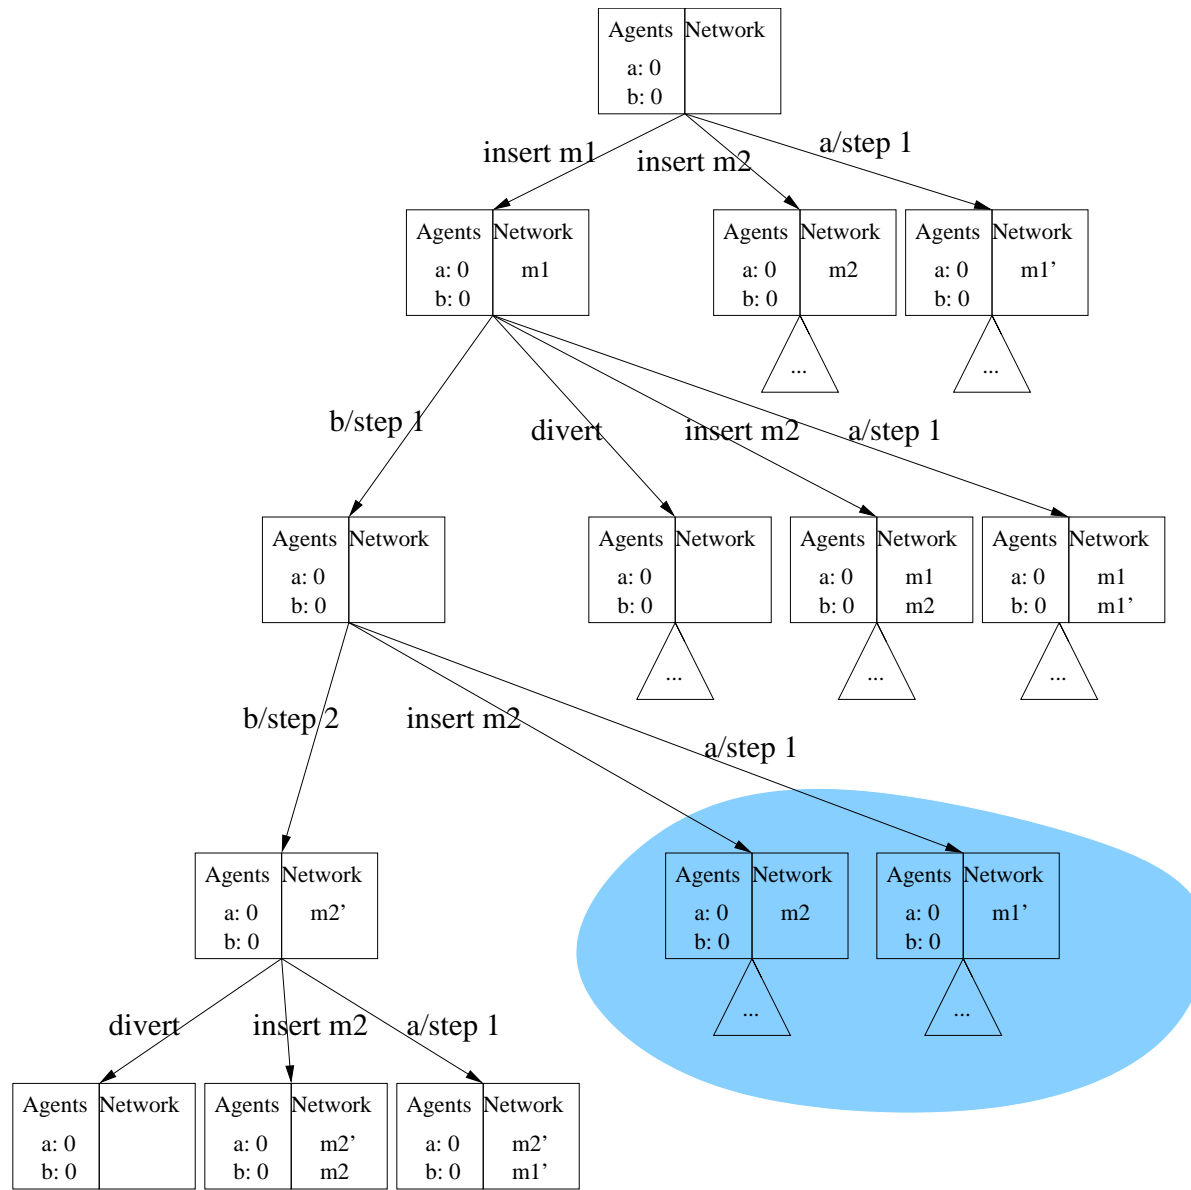 Agents Network
a: 0
b: 0
insert m1
insert m2
a/step 1
Agents Network
a: 0 m1
b: 0
Agents Network
a: 0 m2
b: 0
...
Agents Network
a: 0 m1’
b: 0
...
b/step 1
divert
insert m2
a/step 1
Agents Network
a: 0
b: 0
Agents Network
a: 0
b: 0
...
Agents Network
a: 0 m1
b: 0 m2
...
Agents Network
a: 0 m1
b: 0 m1’
...
b/step 2
insert m2
a/step 1
Agents Network
a: 0 m2’
b: 0
Agents Network
a: 0 m2
b: 0
...
Agents Network
a: 0 m1’
b: 0
...
divert
insert m2
a/step 1
Agents Network
a: 0
b: 0
Agents Network
a: 0 m2’
b: 0 m2
Agents Network
a: 0 m2’
b: 0 m1’